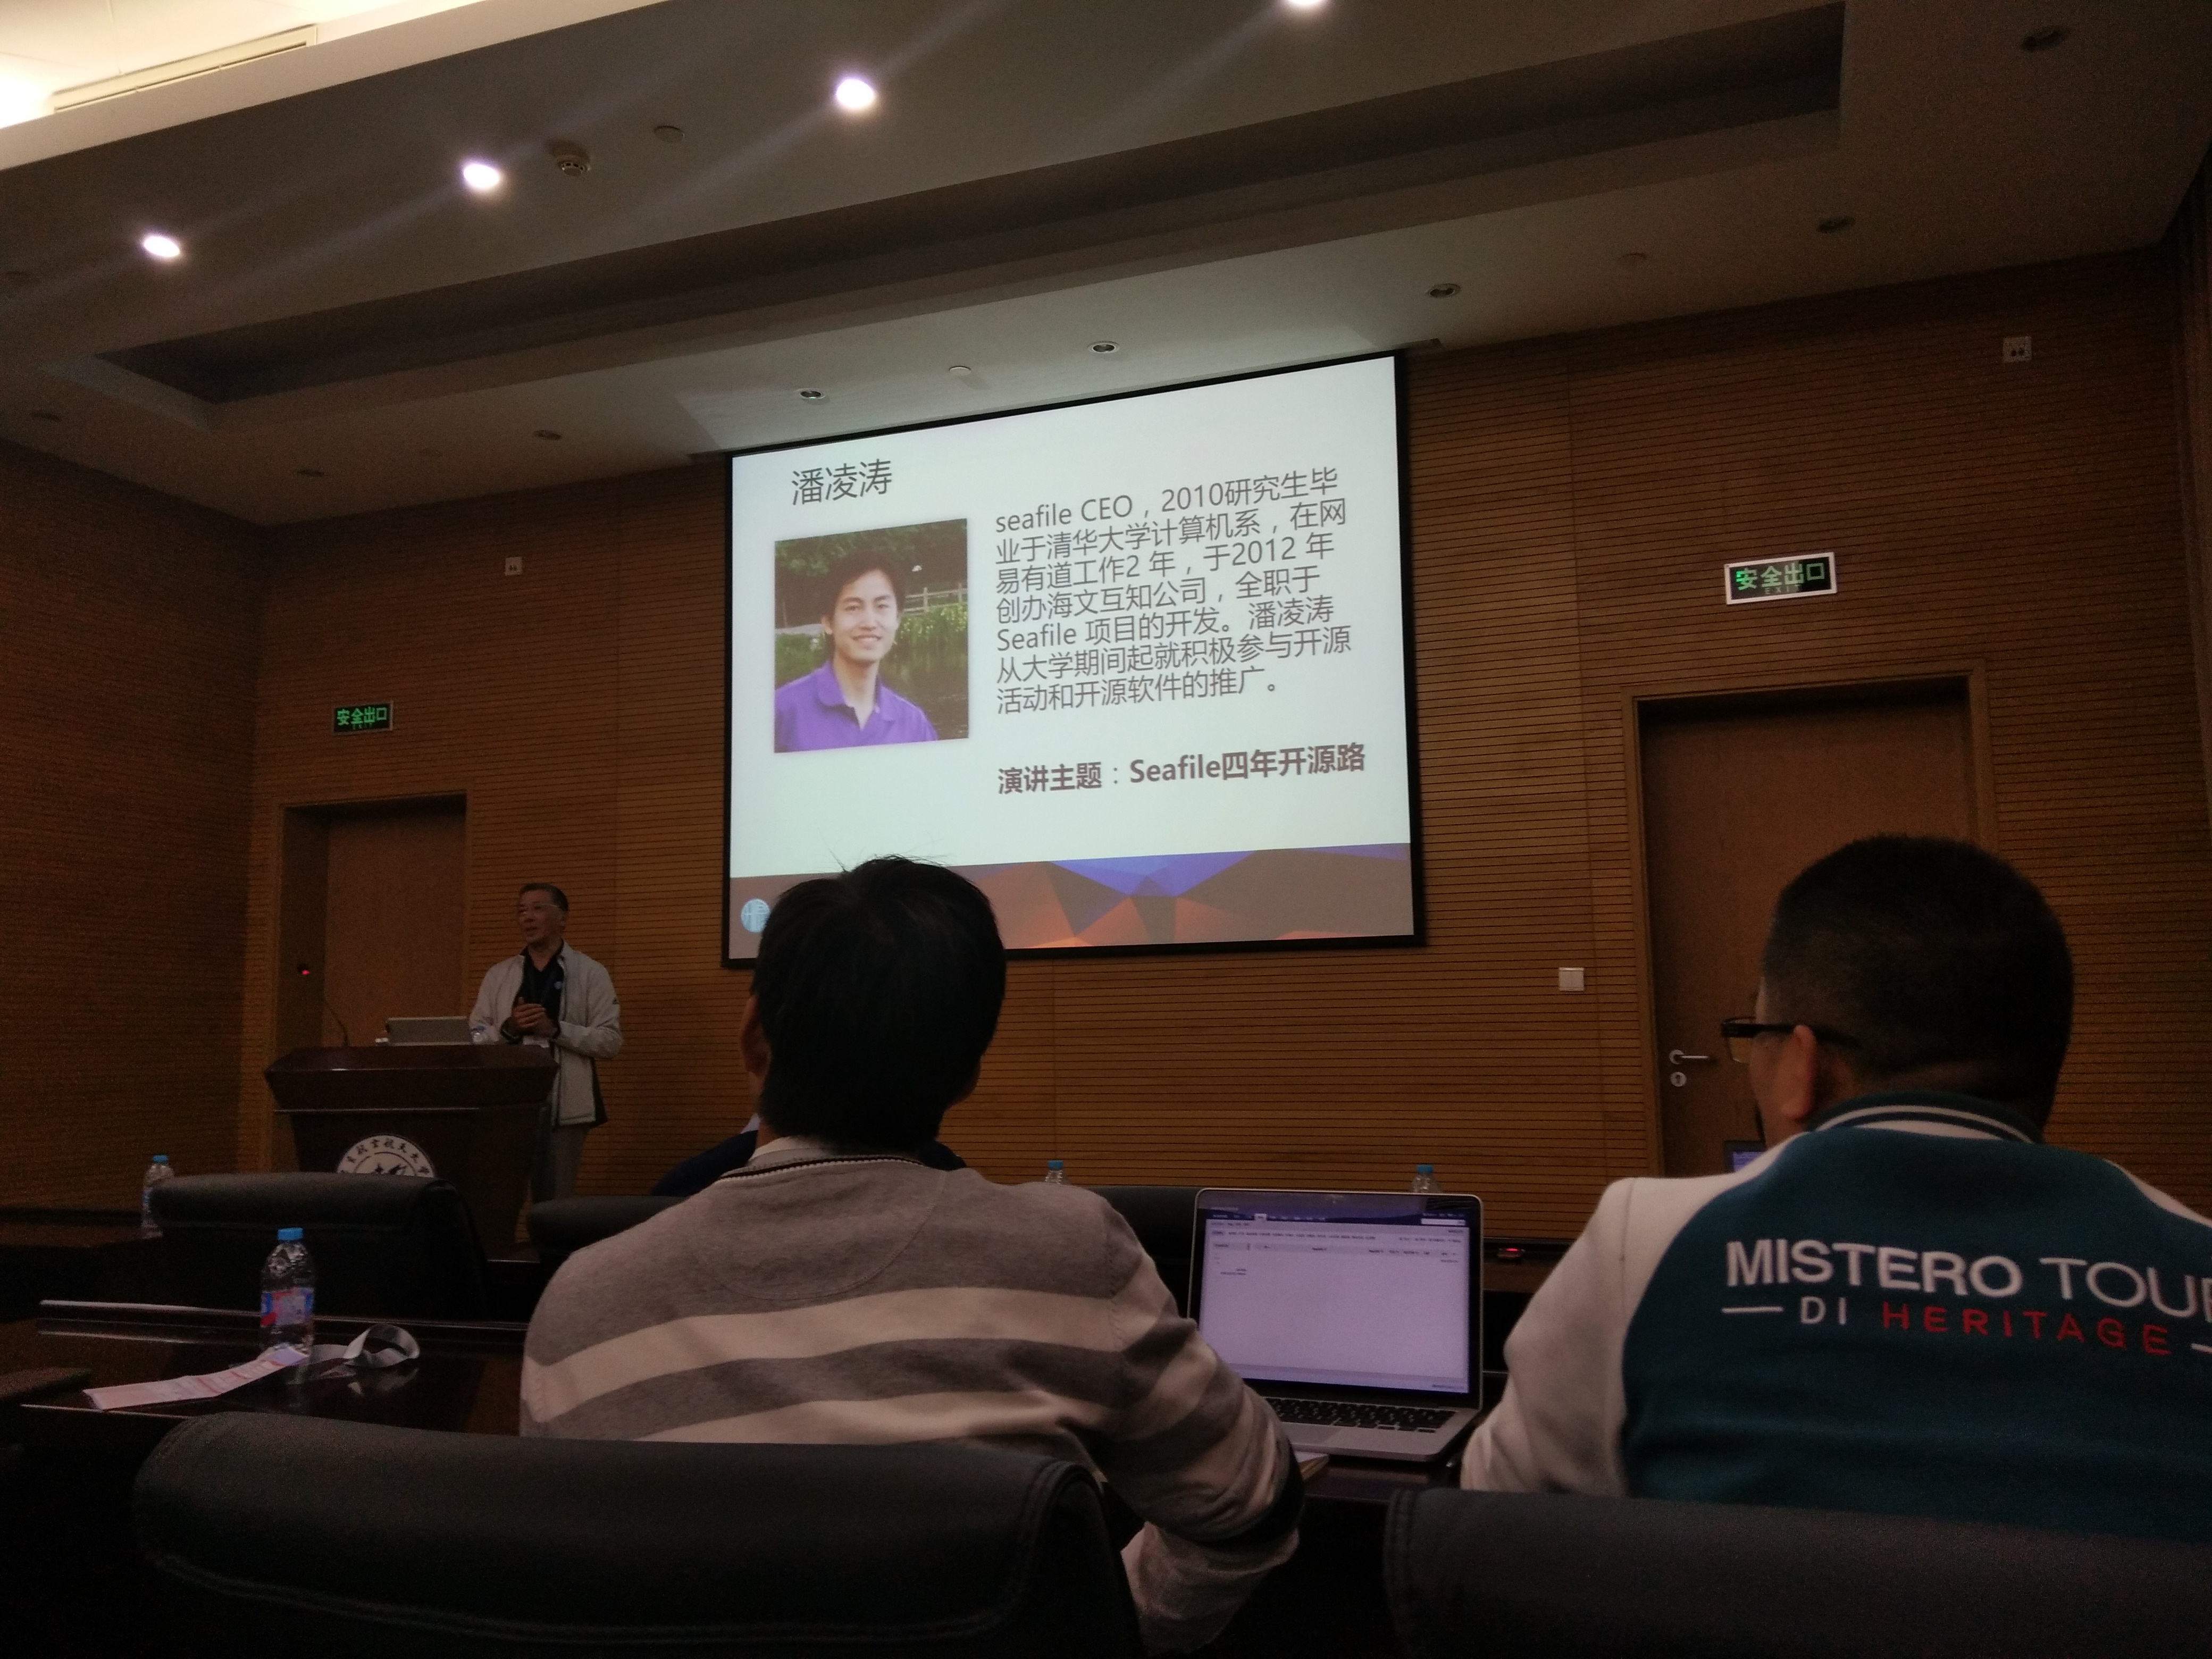 潘凌涛
seafile CEO，2010研究生毕
业于清华大学计算机系，在网
易有道工作2 年，于2012 年
创办海文互知公司，全职于
Seafile 项目的开发。潘凌涛
从大学期间起就积极参与开源
活动和开源软件的推广。
演讲主题：Seafile四年开源路
安全出口
安全出口
EXIT
MISTERO TOU
DI HERITAGE